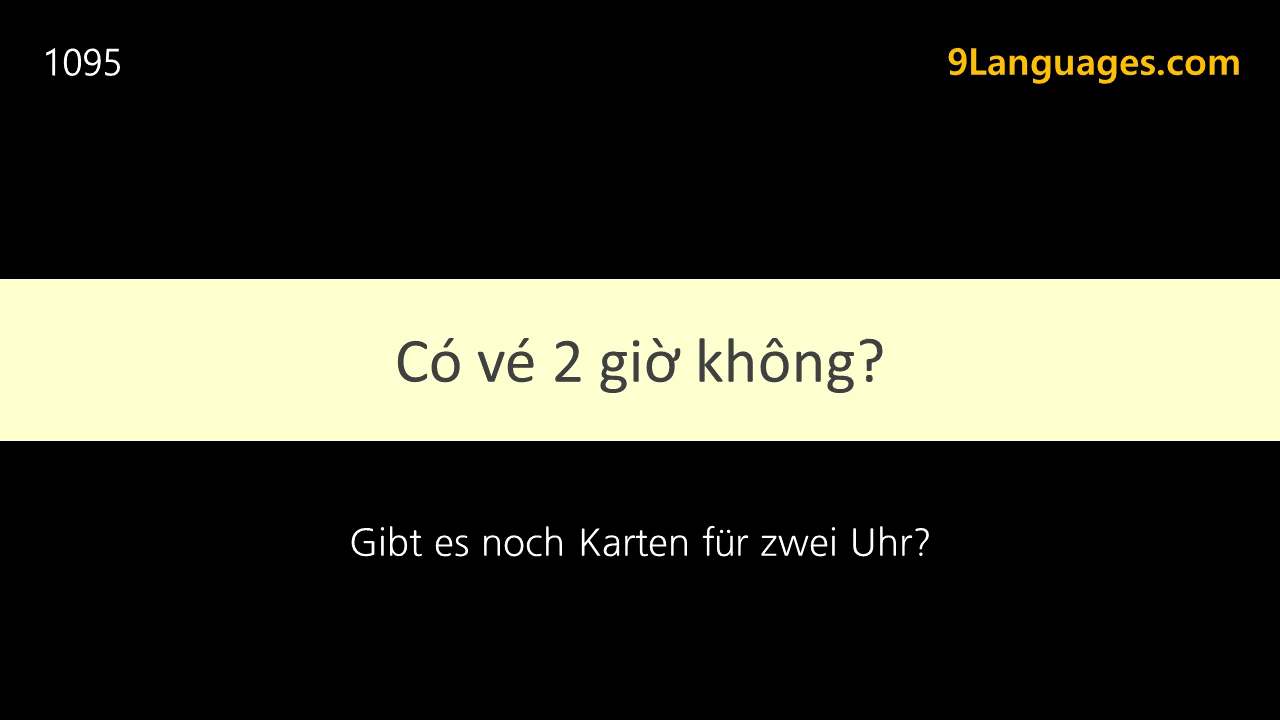 1095
9Languages.com
Có vé 2 giờ không?
Gibt es noch Karten für zwei Uhr?